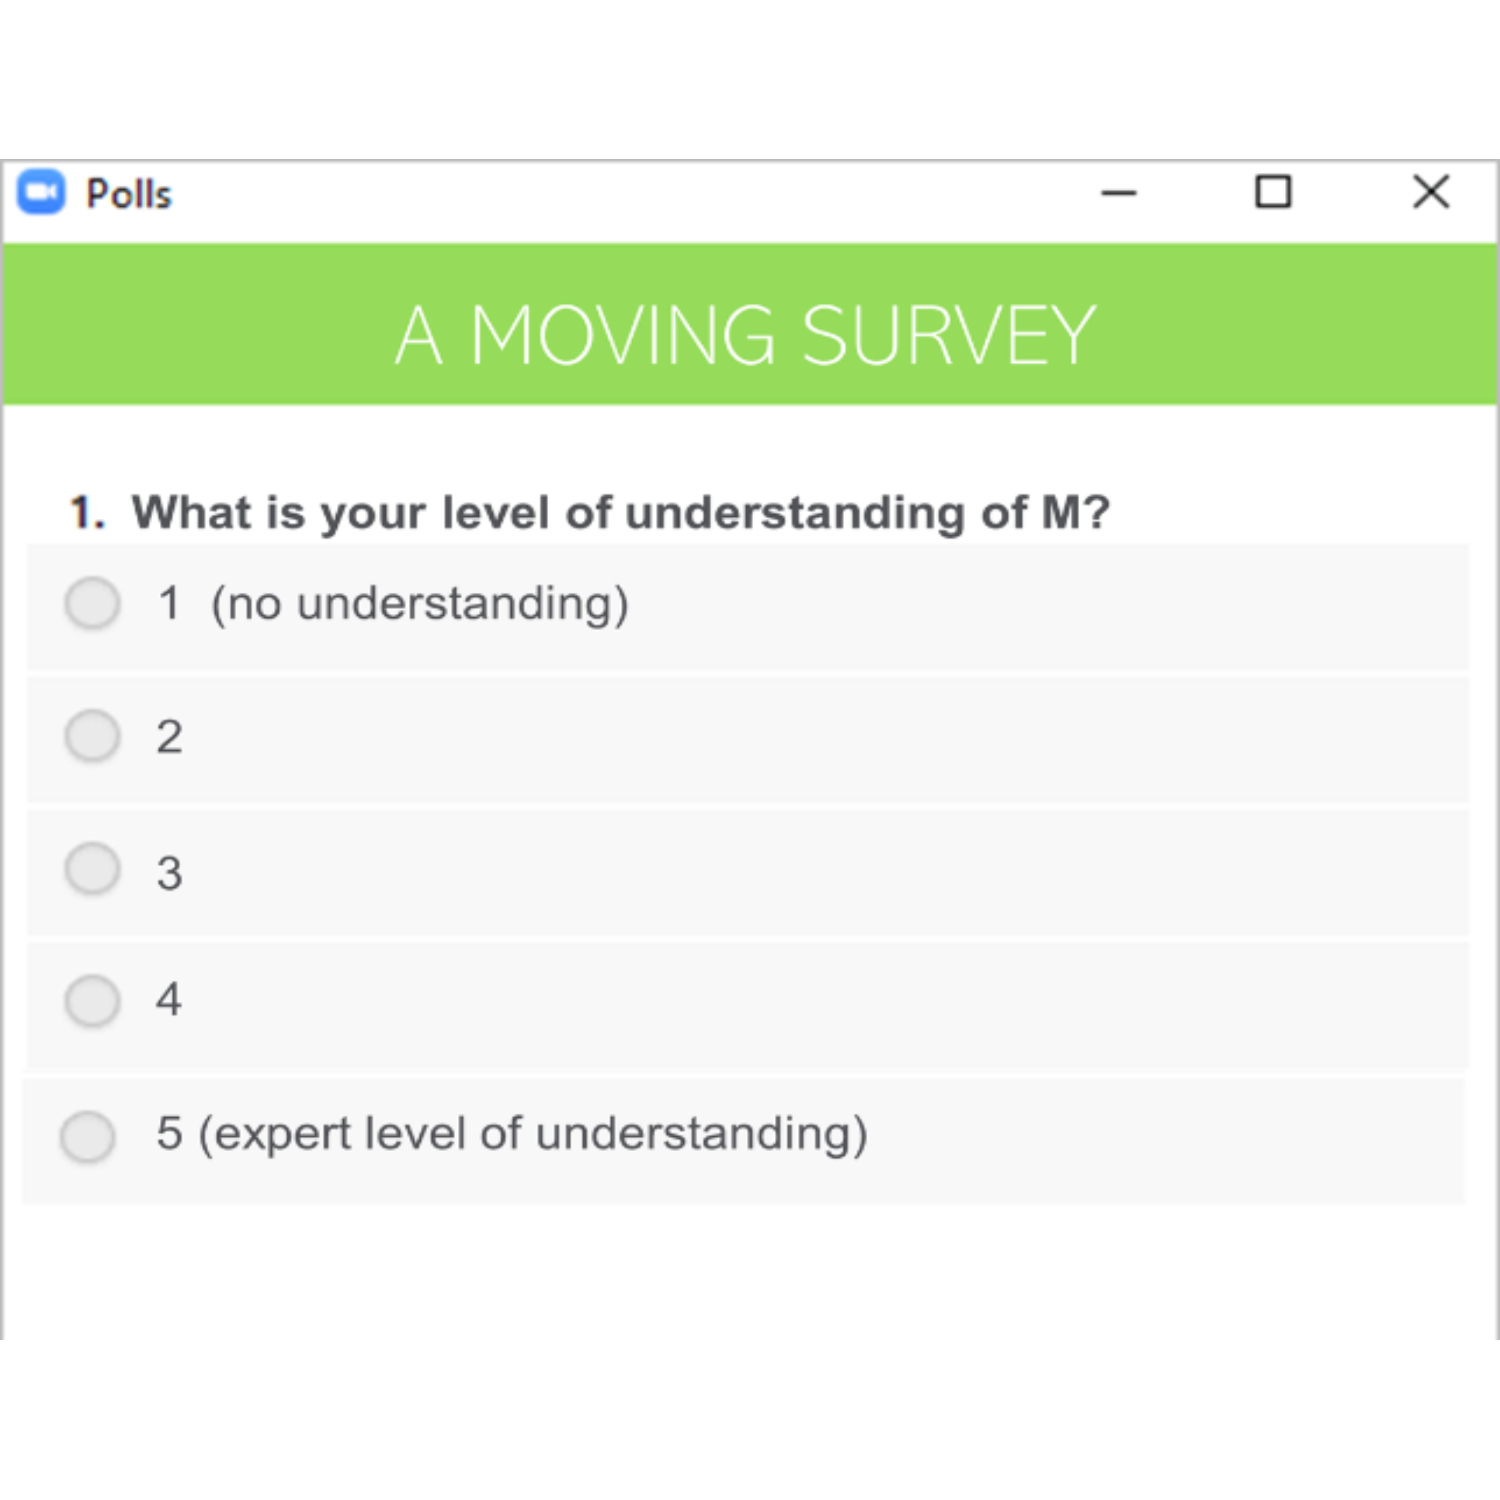 Polls
A MOVING SURVEY
1. What is your level of understanding of M?
1 (no understanding)
2
3
4
5 (expert level of understanding)